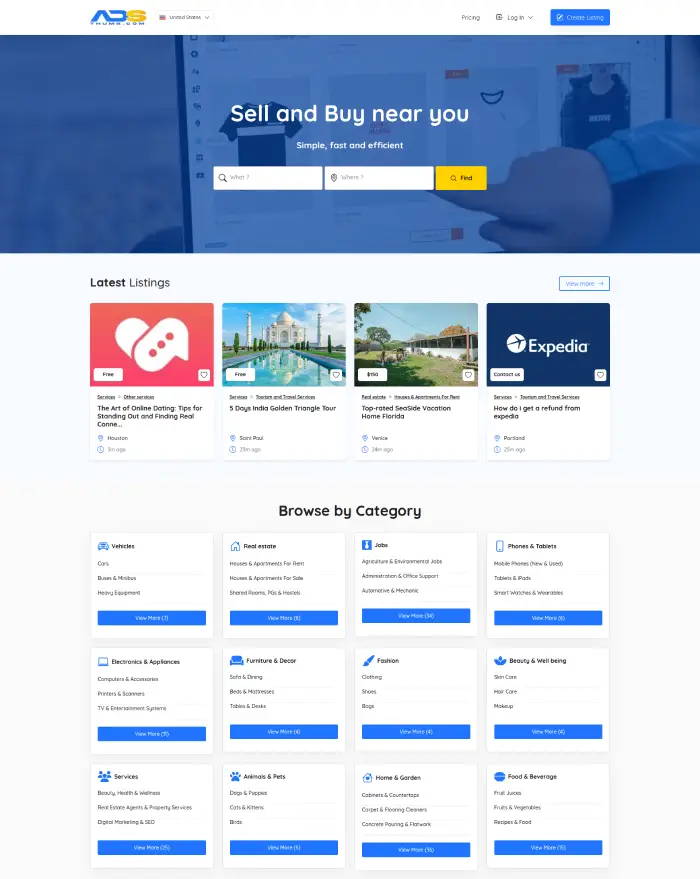 ADS
THUMB.COM
United States
Pricing
Log In
Create Listing
Sell and Buy near you
Simple, fast and efficient
What ?
Where ?
Find
Latest Listings
View more
Free
Free
$150
Expedia
Contact us
Services > Other services
The Art of Online Dating: Tips for
Standing Out and Finding Real
Conne...
Houston
3m ago
Services > Tourism and Travel Services
5 Days India Golden Triangle Tour
Saint Paul
23m ago
Real estate > Houses & Apartments For Rent
Top-rated SeaSide Vacation
Home Florida
Venice
24m ago
Services > Tourism and Travel Services
How do i get a refund from
expedia
Portland
25m ago
Browse by Category
Vehicles
Cars
Buses & Minibus
Heavy Equipment
View More (7)
Real estate
Houses & Apartments For Rent
Houses & Apartments For Sale
Shared Rooms, PGs & Hostels
View More (8)
Jobs
Agriculture & Environmental Jobs
Administration & Office Support
Automotive & Mechanic
View More (34)
Phones & Tablets
Mobile Phones (New & Used)
Tablets & iPads
Smart Watches & Wearables
View More (6)
Electronics & Appliances
Computers & Accessories
Printers & Scanners
TV & Entertainment Systems
View More (11)
Furniture & Decor
Sofa & Dining
Beds & Mattresses
Tables & Desks
View More (4)
Fashion
Clothing
Shoes
Bags
View More (4)
Beauty & Well being
Skin Care
Hair Care
Makeup
View More (4)
Services
Beauty, Health & Wellness
Real Estate Agents & Property Services
Digital Marketing & SEO
View More (25)
Animals & Pets
Dogs & Puppies
Cats & Kittens
Birds
View More (5)
Home & Garden
Cabinets & Countertops
Carpet & Flooring Cleaners
Concrete Pouring & Flatwork
View More (36)
Food & Beverage
Fruit Juices
Fruits & Vegetables
Recipes & Food
View More (15)